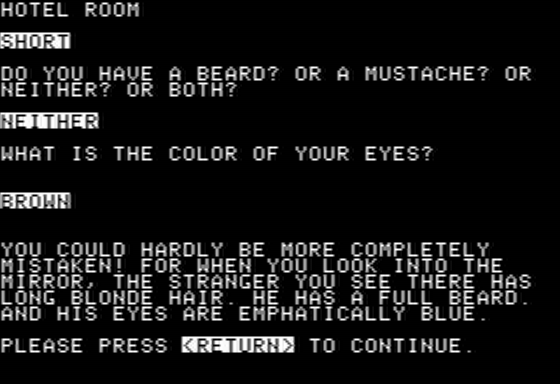 HOTEL ROOM
SHORT
DO YOU HAVE A BEARD? OR A MUSTACHE? OR
NEITHER? OR BOTH?
NEITHER
WHAT IS THE COLOR OF YOUR EYES?
BROWN
YOU COULD HARDLY BE MORE COMPLETELY
MISTAKEN! FOR WHEN YOU LOOK INTO THE
MIRROR, THE STRANGER YOU SEE THERE HAS
LONG BLONDE HAIR. HE HAS A FULL BEARD.
AND HIS EYES ARE EMPHATICALLY BLUE.
PLEASE PRESS <RETURN> TO CONTINUE.